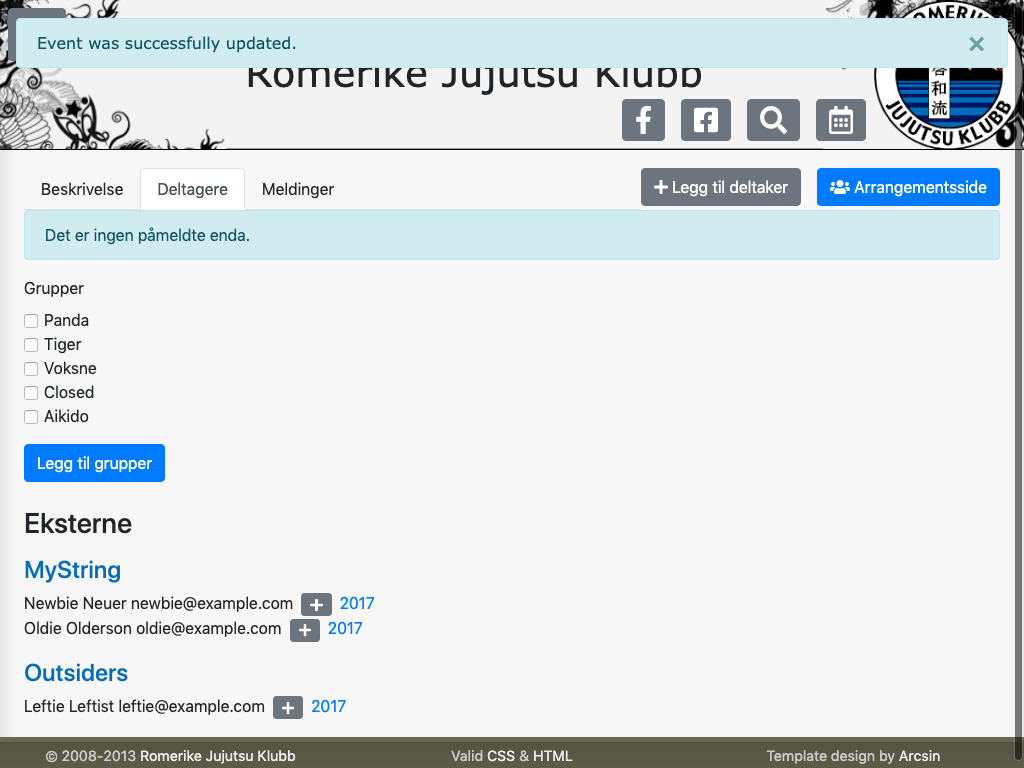 Event was successfully updated.
×
Romerike Jujutsu Klubb
ROMERIKE
和
流
JUJUTSU KLUBB
Beskrivelse
Deltagere
Meldinger
Legg til deltaker
Arrangementsside
Det er ingen påmeldte enda.
Grupper
Panda
Tiger
Voksne
Closed
Aikido
Legg til grupper
Eksterne
MyString
Newbie Neuer newbie@example.com + 2017
Oldie Olderson oldie@example.com + 2017
Outsiders
Leftie Leftist leftie@example.com + 2017
© 2008-2013 Romerike Jujutsu Klubb
Valid CSS & HTML
Template design by Arcsin